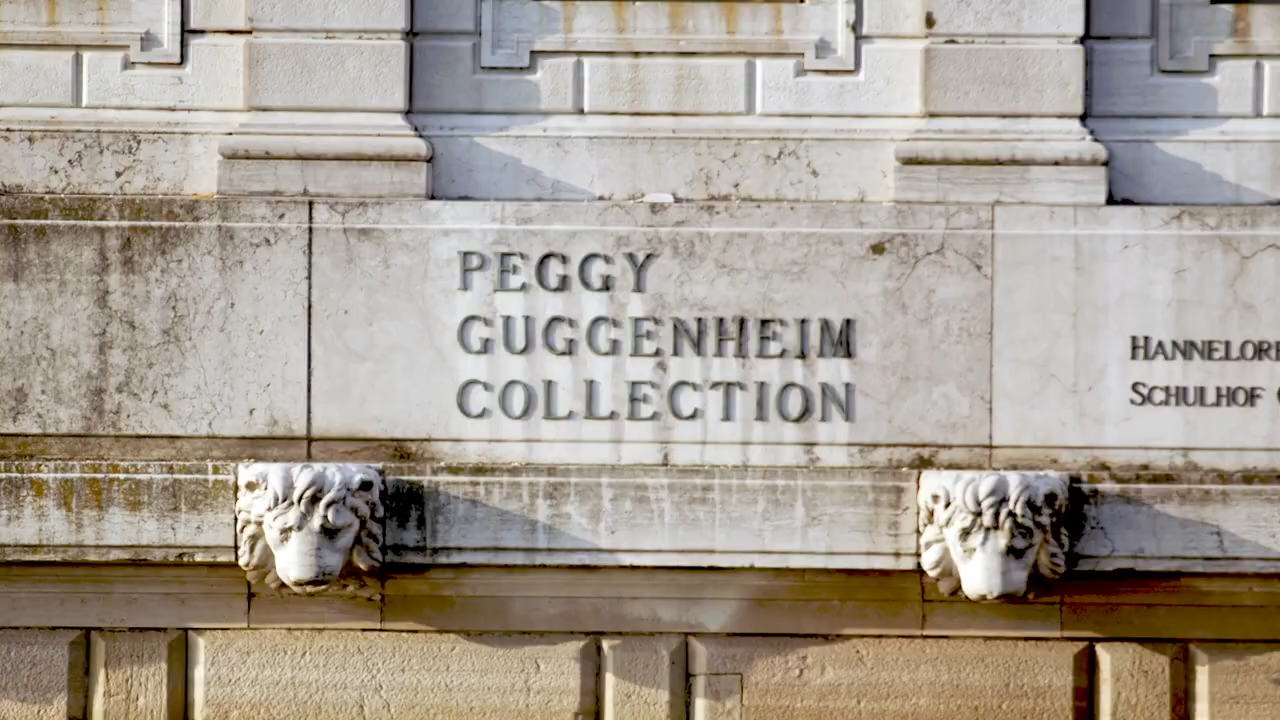 PEGGY
GUGGENHEIM
COLLECTION
HANNELORE
SCHULHOF